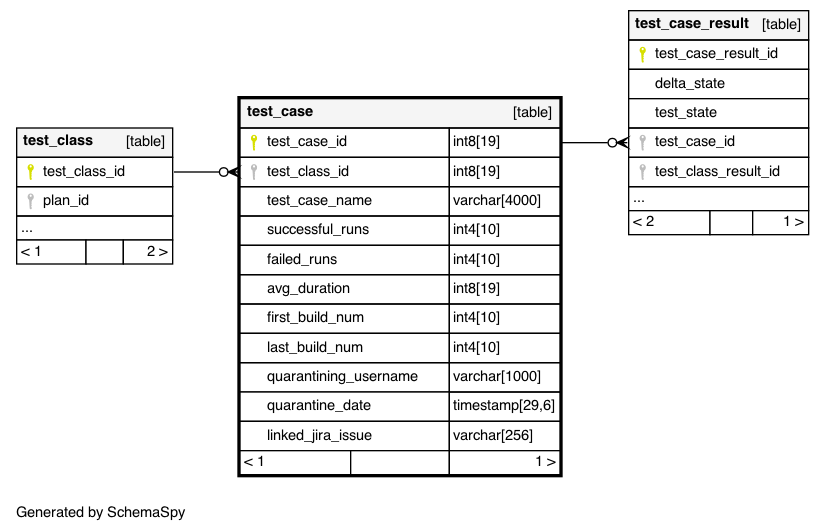 test_class [table]
test_class_id
plan_id
...
< 1 2 >
test_case [table]
test_case_id int8[19]
test_class_id int8[19]
test_case_name varchar[4000]
successful_runs int4[10]
failed_runs int4[10]
avg_duration int8[19]
first_build_num int4[10]
last_build_num int4[10]
quarantining_username varchar[1000]
quarantine_date timestamp[29,6]
linked_jira_issue varchar[256]
< 1 1 >
test_case_result [table]
test_case_result_id
delta_state
test_state
test_case_id
test_class_result_id
...
< 2 1 >
Generated by SchemaSpy